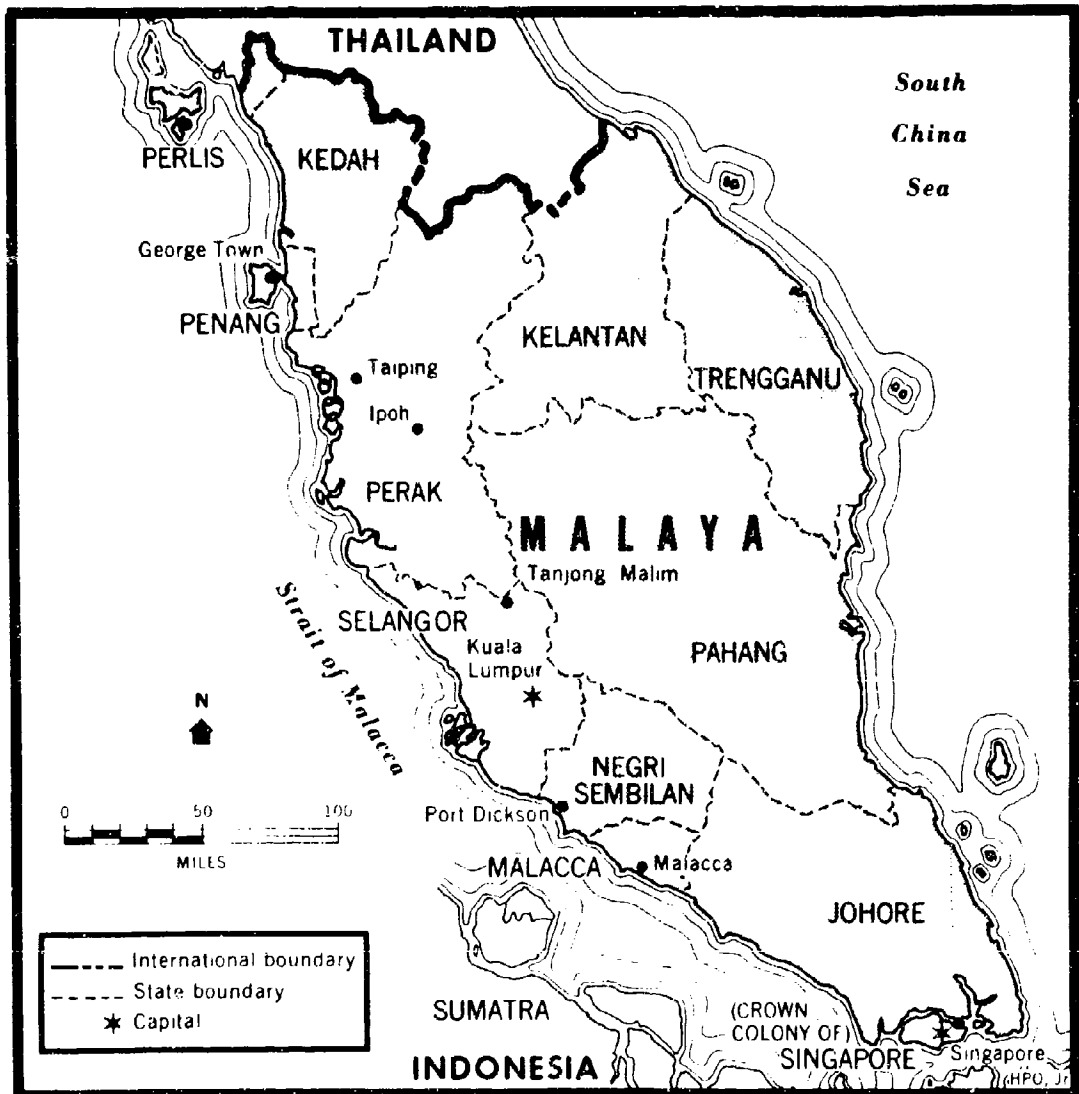 THAILAND
South
China
Sea
PERLIS
KEDAH
George Town
PENANG
KELANTAN
TRENGGANU
Taiping
Ipoh
PERAK
MALAYA
Tanjong Malim
Strait of Malacca
SELANGOR
Kuala
Lumpur
PAHANG
N
NEGRI
SEMBILAN
0 50 100
MILES
Port Dickson
MALACCA
Malacca
JOHORE
International boundary
State boundary
Capital
SUMATRA
(CROWN
COLONY OF)
SINGAPORE
Singapore
INDONESIA
HPO, Jr